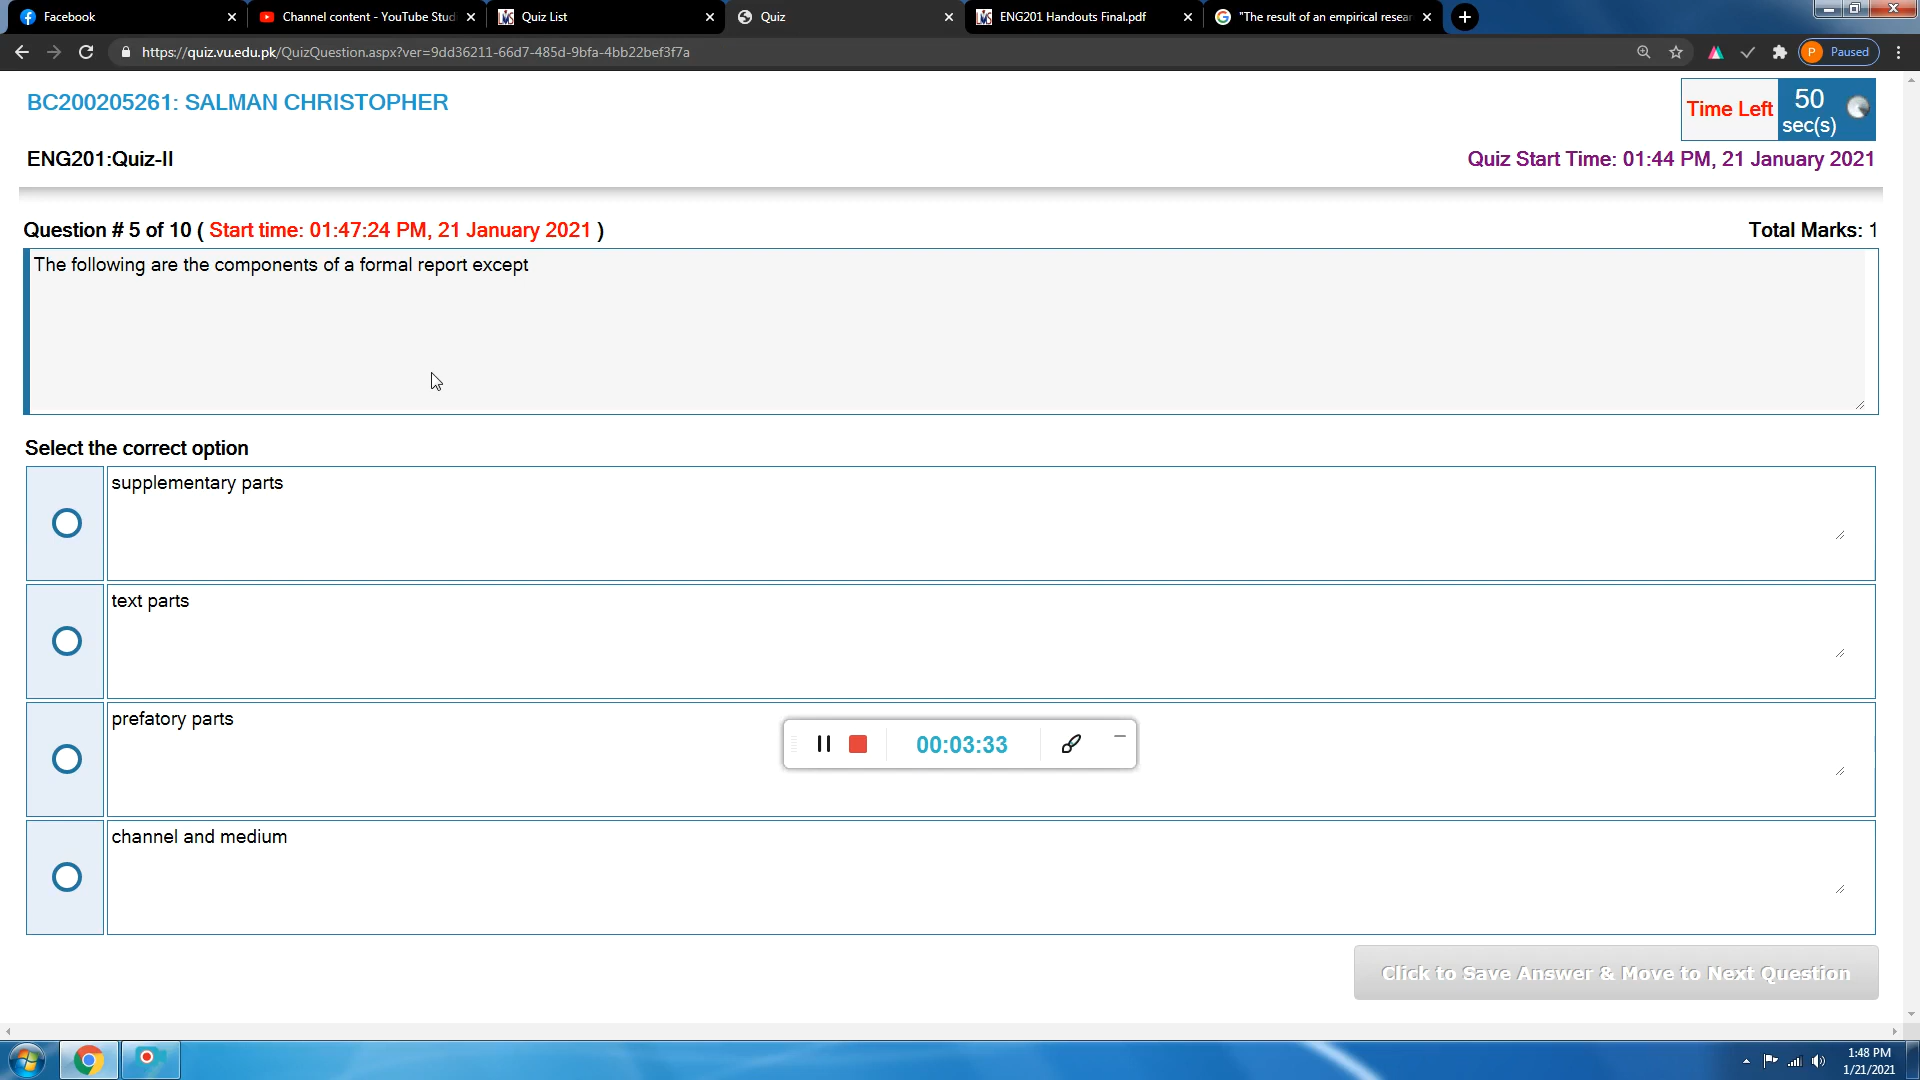 Facebook
Channel content - YouTube Stud
Quiz List
Quiz
ENG201 Handouts Final.pdf
"The result of an empirical resear
https://quiz.vu.edu.pk/QuizQuestion.aspx?ver=9dd36211-66d7-485d-9bfa-4bb22bef3f7a
P Paused
BC200205261: SALMAN CHRISTOPHER
Time Left 50 sec(s)
ENG201:Quiz-II
Quiz Start Time: 01:44 PM, 21 January 2021
Question # 5 of 10 ( Start time: 01:47:24 PM, 21 January 2021 )
Total Marks: 1
The following are the components of a formal report except
Select the correct option
supplementary parts
text parts
prefatory parts
00:03:33
channel and medium
Click to Save Answer & Move to Next Question
1:48 PM
1/21/2021